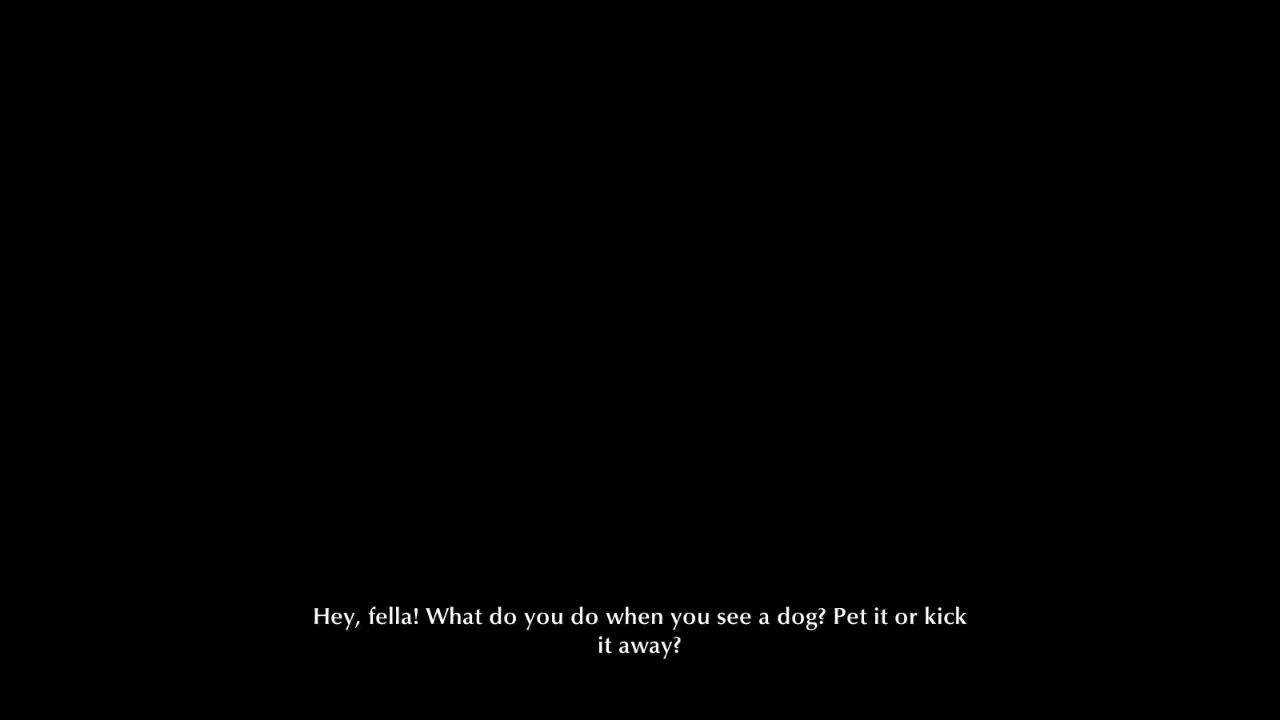 Hey, fella! What do you do when you see a dog? Pet it or kick
it away?